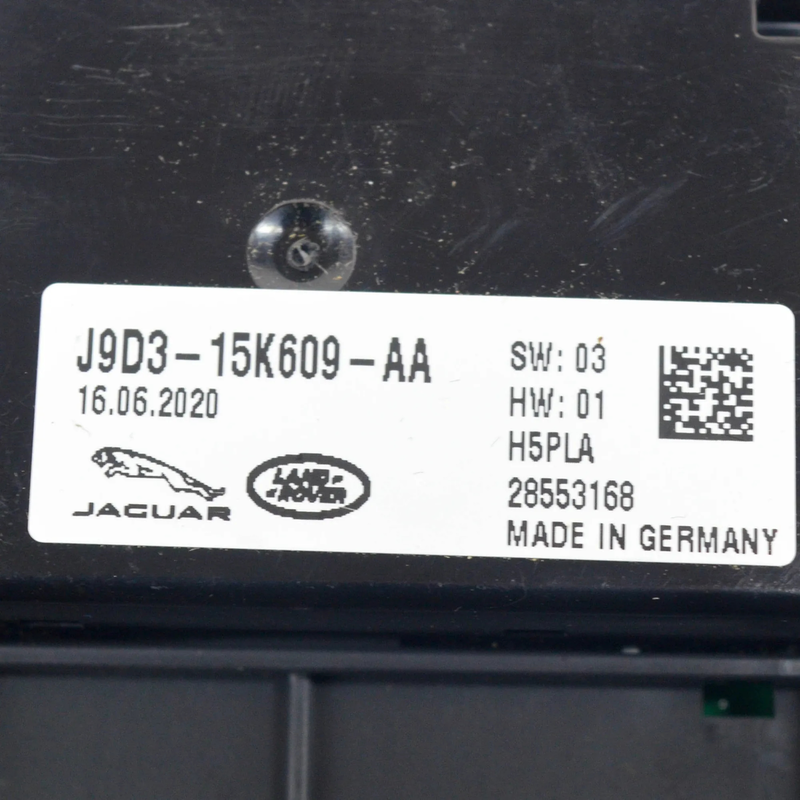 J9D3-15K609-AA
16.06.2020
JAGUAR
LAND
ROVER
SW: 03
HW: 01
H5PLA
28553168
MADE IN GERMANY